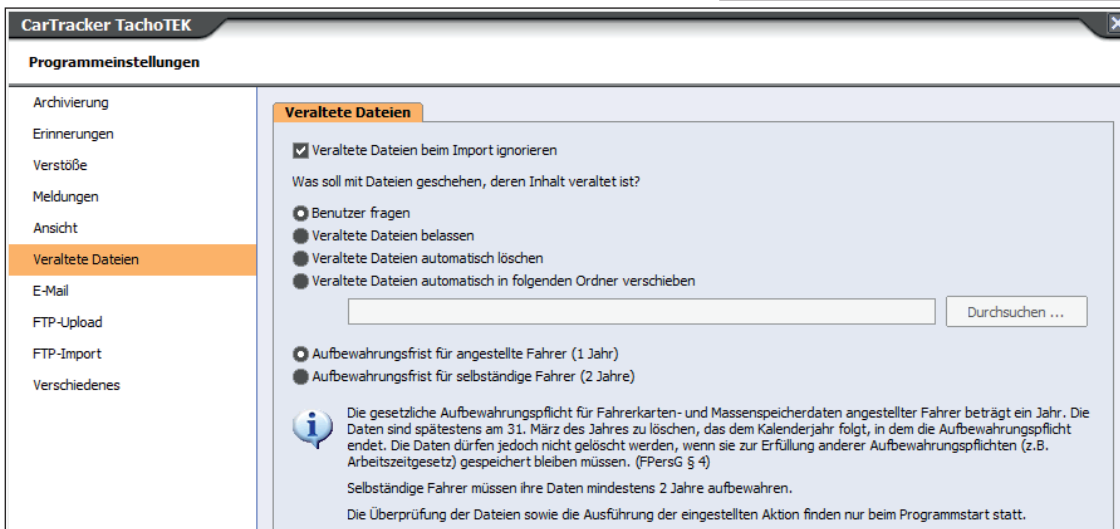 CarTracker TachoTEK
Programmeinstellungen
Archivierung
Erinnerungen
Verstöße
Meldungen
Ansicht
Veraltete Dateien
E-Mail
FTP-Upload
FTP-Import
Verschiedenes
Veraltete Dateien
Veraltete Dateien beim Import ignorieren
Was soll mit Dateien geschehen, deren Inhalt veraltet ist?
Benutzer fragen
Veraltete Dateien belassen
Veraltete Dateien automatisch löschen
Veraltete Dateien automatisch in folgenden Ordner verschieben
Durchsuchen ...
Aufbewahrungsfrist für angestellte Fahrer (1 Jahr)
Aufbewahrungsfrist für selbständige Fahrer (2 Jahre)
Die gesetzliche Aufbewahrungspflicht für Fahrerkarten- und Massenspeicherdaten angestellter Fahrer beträgt ein Jahr. Die
Daten sind spätestens am 31. März des Jahres zu löschen, das dem Kalenderjahr folgt, in dem die Aufbewahrungspflicht
endet. Die Daten dürfen jedoch nicht gelöscht werden, wenn sie zur Erfüllung anderer Aufbewahrungspflichten (z.B.
Arbeitszeitgesetz) gespeichert bleiben müssen. (FPersG § 4)
Selbständige Fahrer müssen ihre Daten mindestens 2 Jahre aufbewahren.
Die Überprüfung der Dateien sowie die Ausführung der eingestellten Aktion finden nur beim Programmstart statt.